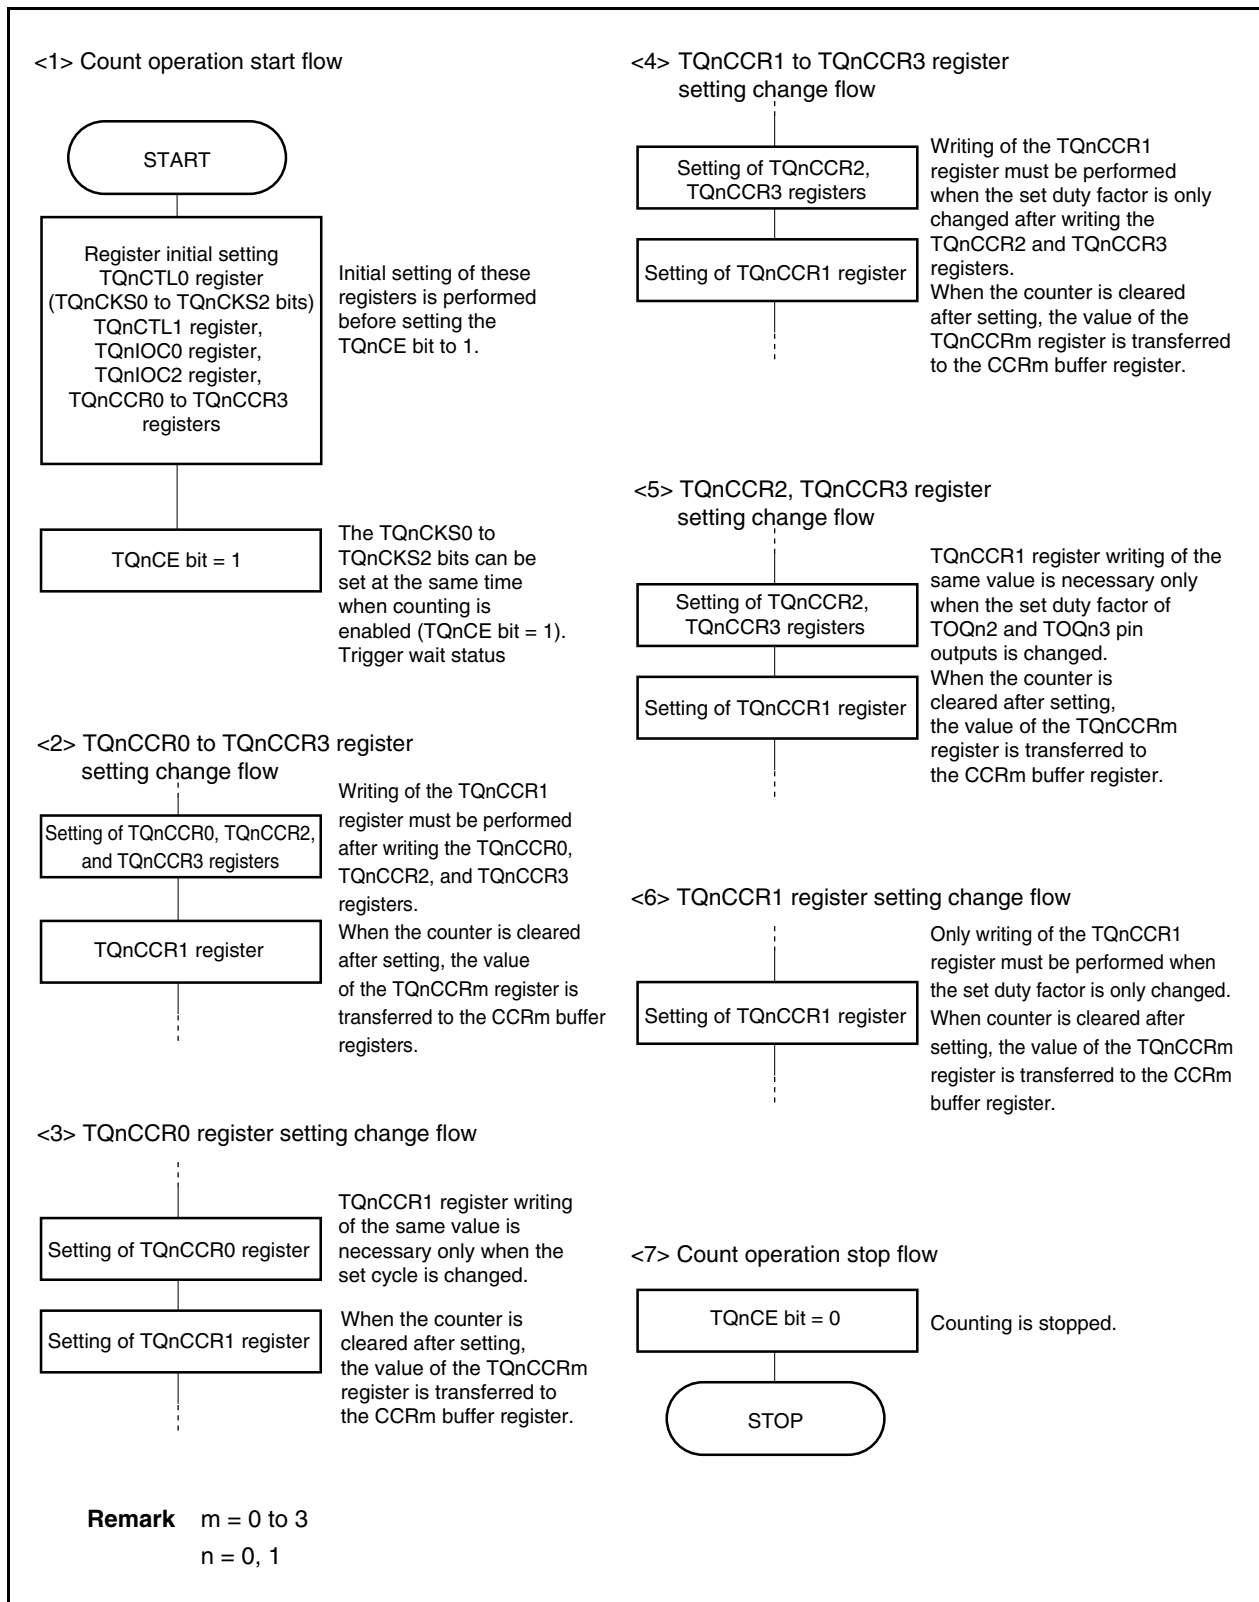 <1> Count operation start flow
START
Register initial setting
TQnCTL0 register
(TQnCKS0 to TQnCKS2 bits)
TQnCTL1 register,
TQnIOC0 register,
TQnIOC2 register,
TQnCCR0 to TQnCCR3
registers
Initial setting of these
registers is performed
before setting the
TQnCE bit to 1.
TQnCE bit = 1
The TQnCKS0 to
TQnCKS2 bits can be
set at the same time
when counting is
enabled (TQnCE bit = 1).
Trigger wait status
<2> TQnCCR0 to TQnCCR3 register
setting change flow
Setting of TQnCCR0, TQnCCR2,
and TQnCCR3 registers
TQnCCR1 register
Writing of the TQnCCR1
register must be performed
after writing the TQnCCR0,
TQnCCR2, and TQnCCR3
registers.
When the counter is cleared
after setting, the value
of the TQnCCRm register is
transferred to the CCRm buffer
registers.
<3> TQnCCR0 register setting change flow
Setting of TQnCCR0 register
TQnCCR1 register writing
of the same value is
necessary only when the
set cycle is changed.
Setting of TQnCCR1 register
When the counter is
cleared after setting,
the value of the TQnCCRm
register is transferred to
the CCRm buffer register.
<4> TQnCCR1 to TQnCCR3 register
setting change flow
Setting of TQnCCR2,
TQnCCR3 registers
Setting of TQnCCR1 register
Writing of the TQnCCR1
register must be performed
when the set duty factor is only
changed after writing the
TQnCCR2 and TQnCCR3
registers.
When the counter is cleared
after setting, the value of the
TQnCCRm register is transferred
to the CCRm buffer register.
<5> TQnCCR2, TQnCCR3 register
setting change flow
Setting of TQnCCR2,
TQnCCR3 registers
Setting of TQnCCR1 register
TQnCCR1 register writing of the
same value is necessary only
when the set duty factor of
TOQn2 and TOQn3 pin
outputs is changed.
When the counter is
cleared after setting,
the value of the TQnCCRm
register is transferred to
the CCRm buffer register.
<6> TQnCCR1 register setting change flow
Setting of TQnCCR1 register
Only writing of the TQnCCR1
register must be performed when
the set duty factor is only changed.
When counter is cleared after
setting, the value of the TQnCCRm
register is transferred to the CCRm
buffer register.
<7> Count operation stop flow
TQnCE bit = 0
Counting is stopped.
STOP
Remark m = 0 to 3
n = 0, 1